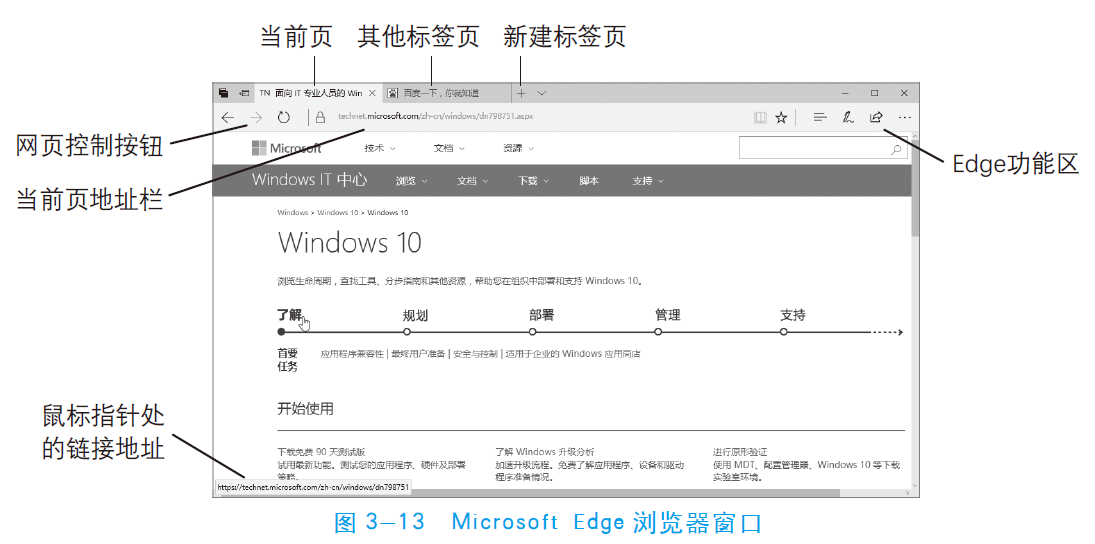 当前页 其他标签页 新建标签页
TN 面向 IT 专业人员的 Win × 百度一下，你就知道
technet.microsoft.com/zh-cn/windows/dn798751.aspx
网页控制按钮
Microsoft 技术 文档 资源
Edge功能区
当前页地址栏
Windows IT 中心 浏览 文档 下载 脚本 支持
Windows > Windows 10 > Windows 10
Windows 10
浏览生命周期，查找工具、分步指南和其他资源，帮助您在组织中部署和支持 Windows 10。
了解 规划 部署 管理 支持
首要
任务
应用程序兼容性 | 最终用户准备 | 安全与控制 | 适用于企业的 Windows 应用商店
开始使用
鼠标指针处
的链接地址
下载免费 90 天测试版
试用最新功能。测试您的应用程序、硬件及部署
策略。
了解 Windows 升级分析
加速升级流程。免费了解应用程序、设备和驱动
程序准备情况。
进行原形验证
使用 MDT、配置管理器、Windows 10 等下载
实验室环境。
https://technet.microsoft.com/zh-cn/windows/dn798751
图 3-13 Microsoft Edge 浏览器窗口